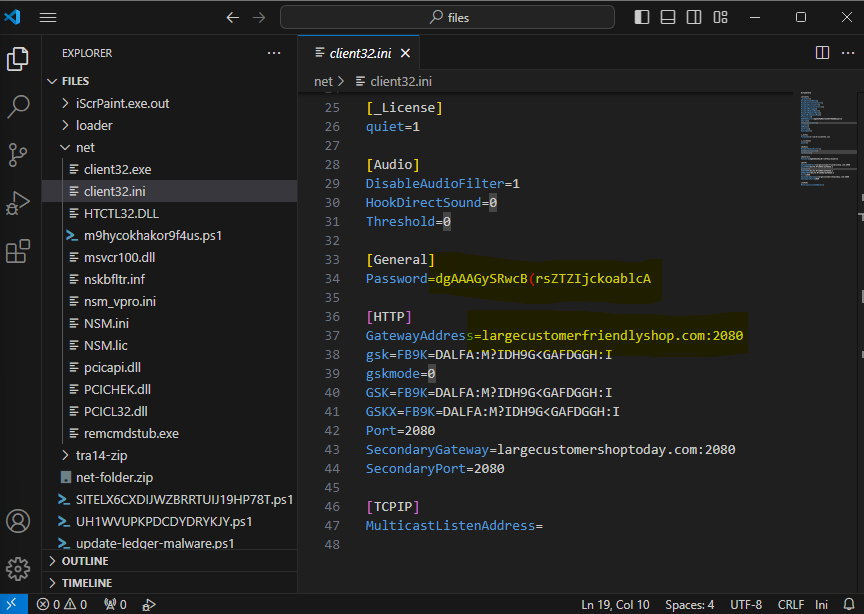 files
EXPLORER
FILES
iScrPaint.exe.out
loader
net
client32.exe
client32.ini
HTCTL32.DLL
m9hycokhakor9f4us.ps1
msvcr100.dll
nskbfltr.inf
nsm_vpro.ini
NSM.ini
NSM.lic
pcicapi.dll
PCICHEK.dll
PCICL32.dll
remcmdstub.exe
tra14-zip
net-folder.zip
SITELX6CXDIJWZBRRTUIJ19HP78T.ps1
UH1WVUPKPDCDYDRYKJY.ps1
update-ledger-malware.ps1
OUTLINE
TIMELINE
client32.ini
net > client32.ini
25 [_License]
26 quiet=1
27
28 [Audio]
29 DisableAudioFilter=1
30 HookDirectSound=0
31 Threshold=0
32
33 [General]
34 Password=dgAAAGySRwcB(rsZTZIjckoablcA
35
36 [HTTP]
37 GatewayAddress=largecustomerfriendlyshop.com:2080
38 gsk=FB9K=DALFA:M?IDH9G<GAFDGGH:I
39 gskmode=0
40 GSK=FB9K=DALFA:M?IDH9G<GAFDGGH:I
41 GSKX=FB9K=DALFA:M?IDH9G<GAFDGGH:I
42 Port=2080
43 SecondaryGateway=largecustomershoptoday.com:2080
44 SecondaryPort=2080
45
46 [TCPIP]
47 MulticastListenAddress=
48
0 0 0 Ln 19, Col 10 Spaces: 4 UTF-8 CRLF Ini